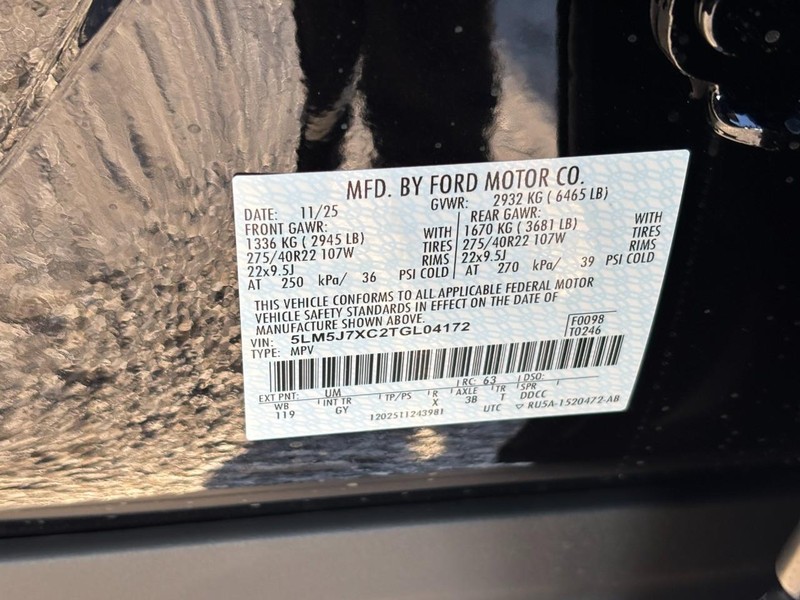 MFD. BY FORD MOTOR CO.
DATE: 11/25 GVWR: 2932 KG ( 6465 LB)
FRONT GAWR: WITH REAR GAWR: WITH
1336 KG ( 2945 LB) TIRES 1670 KG ( 3681 LB) TIRES
275/40R22 107W RIMS 275/40R22 107W RIMS
22x9.5J 22x9.5J
AT 250 kPa/ 36 PSI COLD AT 270 kPa/ 39 PSI COLD
THIS VEHICLE CONFORMS TO ALL APPLICABLE FEDERAL MOTOR
VEHICLE SAFETY STANDARDS IN EFFECT ON THE DATE OF
MANUFACTURE SHOWN ABOVE.
VIN: 5LM5J7XC2TGL04172 F0098
TYPE: MPV T0246
EXT PNT: UM RC: 63 DSO:
WB INT TR TP/PS R AXLE TR SPR
119 GY X 3B T DDCC
1202511243981 UTC RU5A-1520472-AB